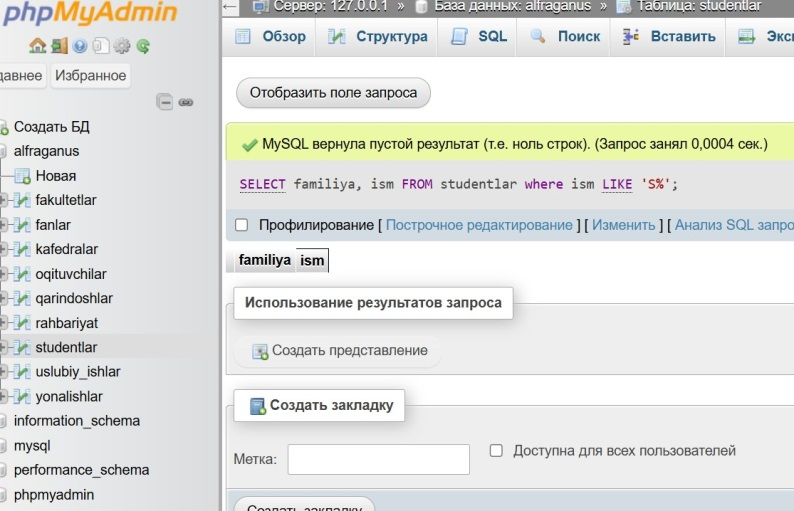 phpMyAdmin
Сервер: 127.0.0.1 » База данных: alfraganus » Таблица: studentlar
Обзор Структура SQL Поиск Вставить
Избранное
Отобразить поле запроса
Создать БД
MySQL вернула пустой результат (т.е. ноль строк). (Запрос занял 0,0004 сек.)
alfraganus
Новая
SELECT familiya, ism FROM studentlar where ism LIKE 'S%';
fakultetlar
fanlar
Профилирование [ Построчное редактирование ] [ Изменить ] [ Анализ SQL
kafedralar
familiya ism
oqituvchilar
qarindoshlar
Использование результатов запроса
rahbariyat
studentlar
Создать представление
uslubiy_ishlar
yonalishlar
Создать закладку
information_schema
mysql
Метка:
Доступна для всех пользователей
performance_schema
phpmyadmin
Создать закладку